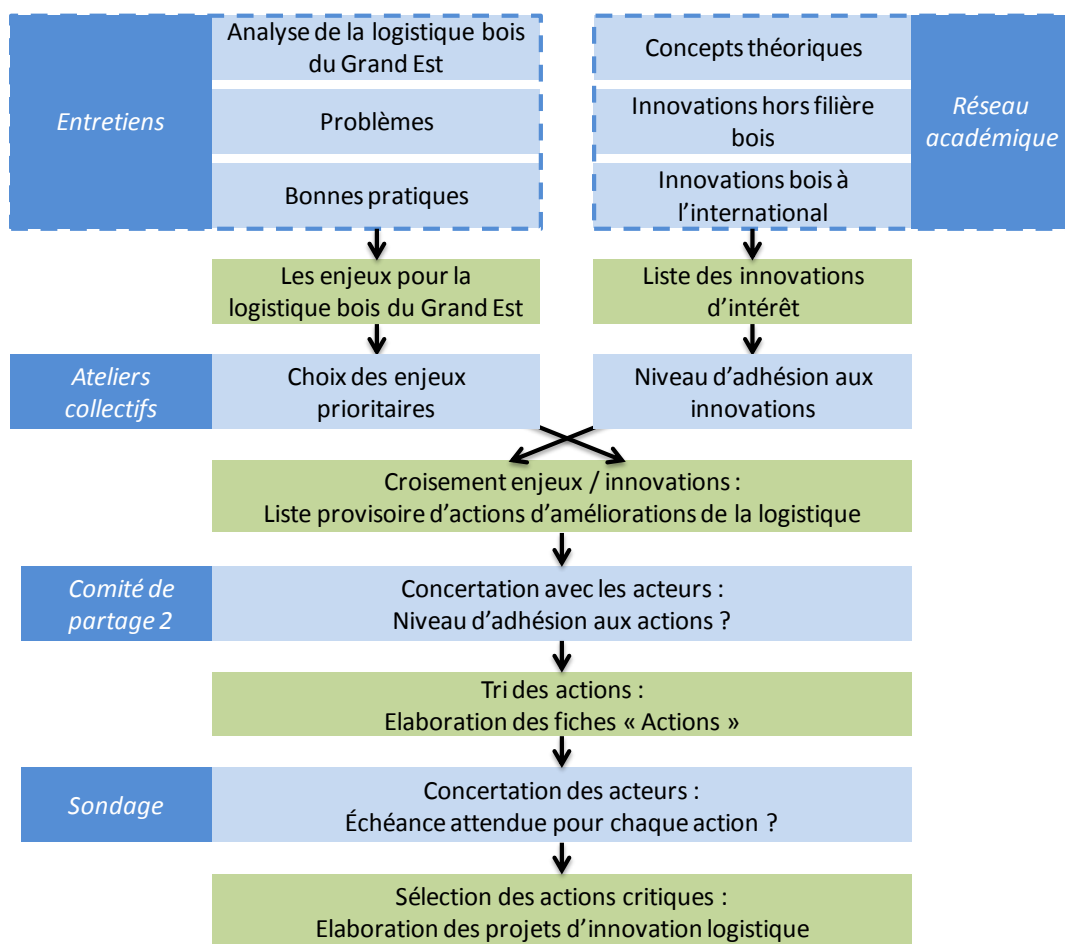 Entretiens
Analyse de la logistique bois
du Grand Est
Problèmes
Bonnes pratiques
Concepts théoriques
Innovations hors filière
bois
Innovations bois à
l'international
Réseau
académique
Les enjeux pour la
logistique bois du Grand Est
Liste des innovations
d'intérêt
Ateliers
collectifs
Choix des enjeux
prioritaires
Niveau d'adhésion aux
innovations
Croisement enjeux / innovations :
Liste provisoire d'actions d'améliorations de la logistique
Comité de
partage 2
Concertation avec les acteurs :
Niveau d'adhésion aux actions ?
Tri des actions :
Elaboration des fiches « Actions »
Sondage
Concertation des acteurs :
Échéance attendue pour chaque action ?
Sélection des actions critiques :
Elaboration des projets d'innovation logistique